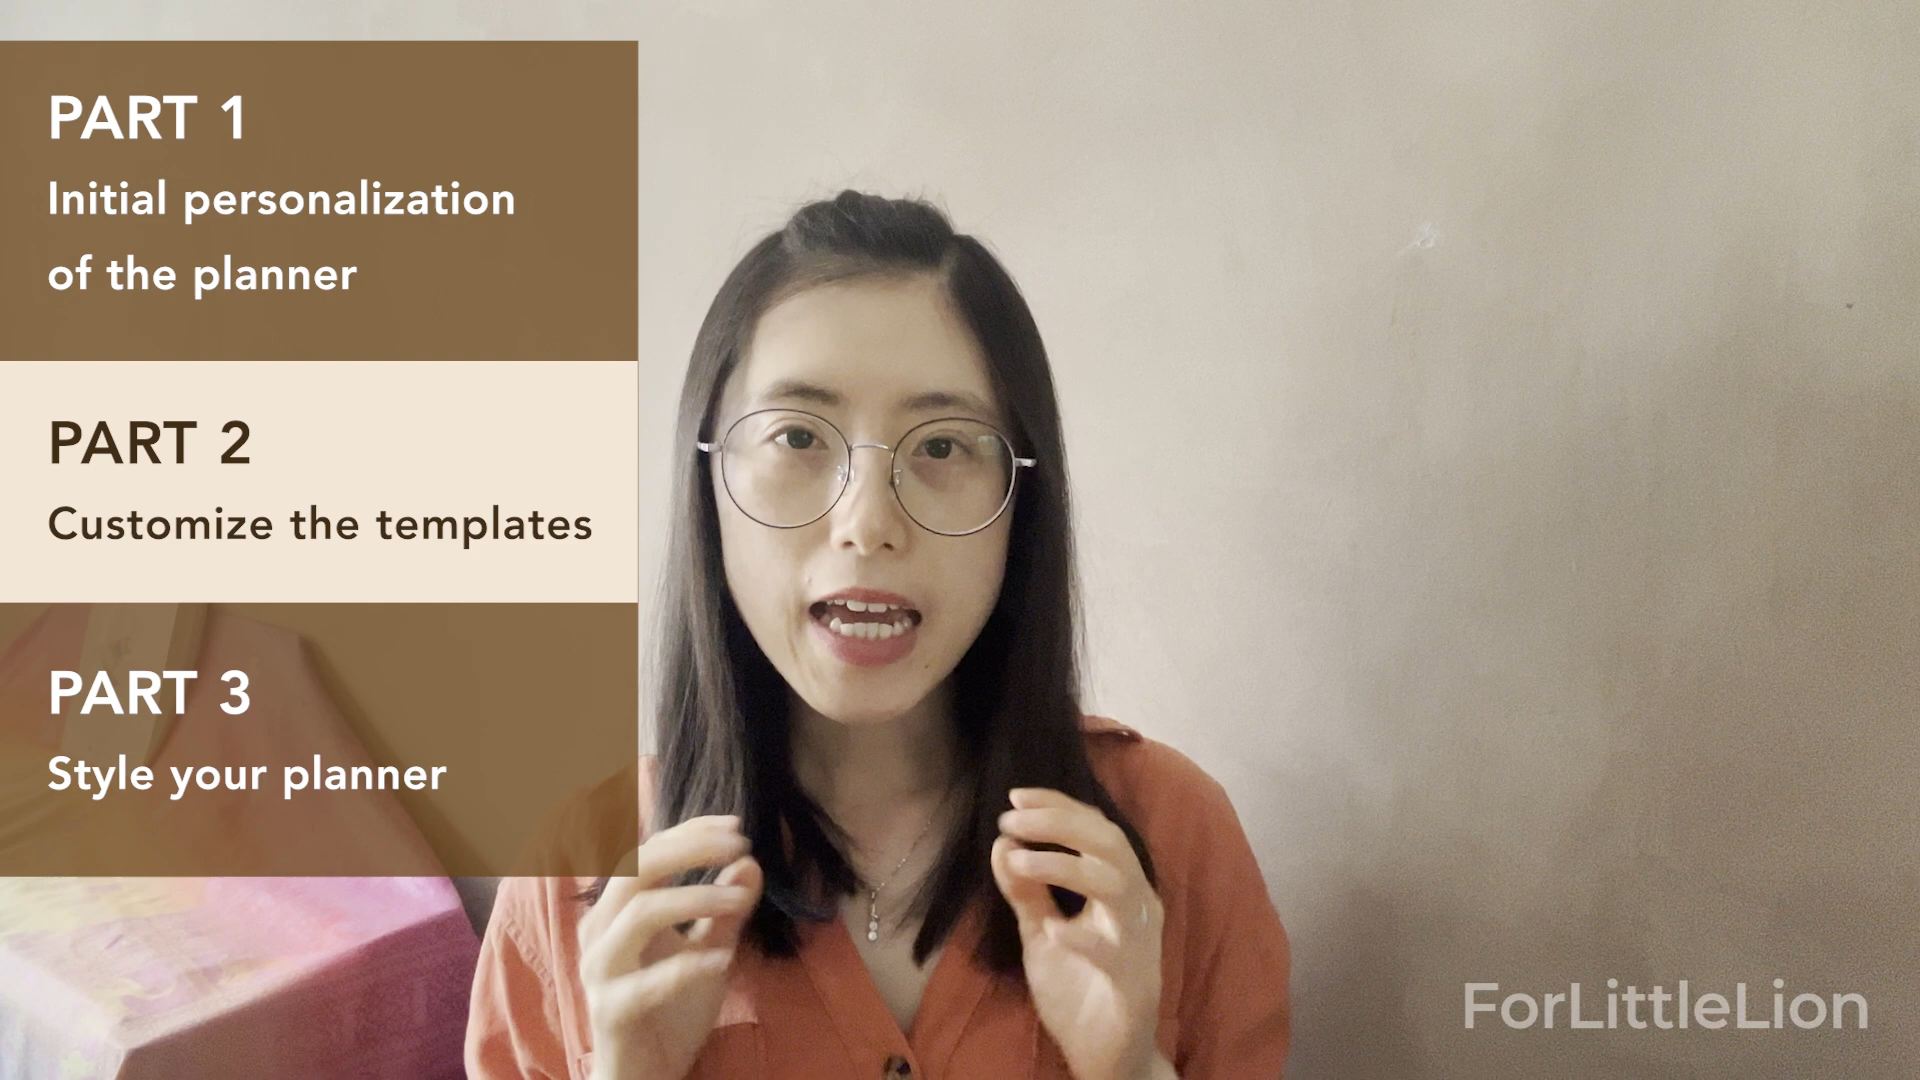 PART 1
Initial personalization
of the planner
PART 2
Customize the templates
PART 3
Style your planner
ForLittleLion